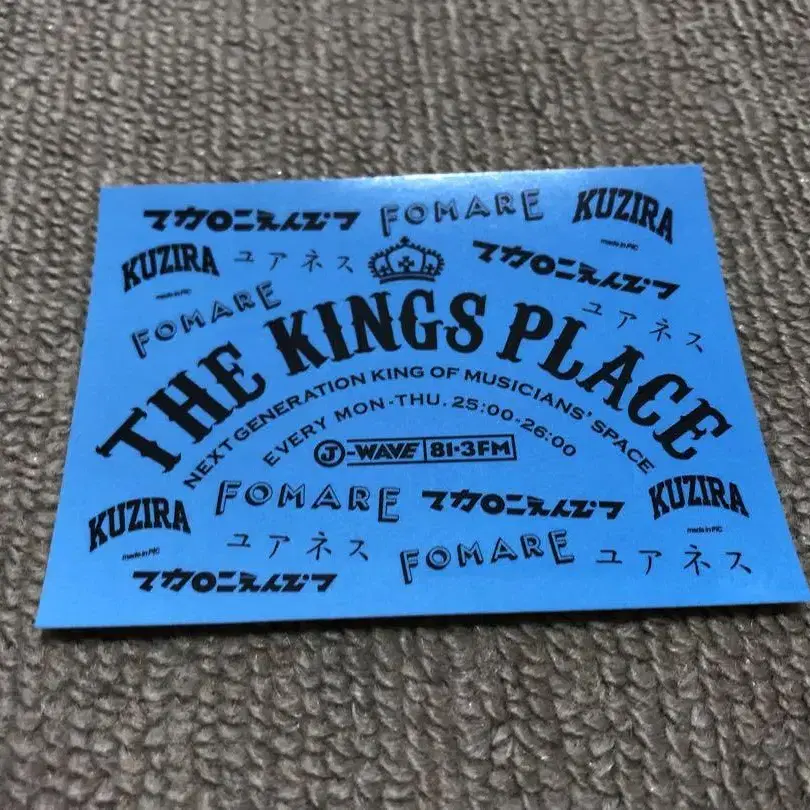 マカロニえんぴつ FOMARE KUZIRA
made in PIC
KUZIRA ユアネス マカロニえんぴつ
made in PIC
FOMARE ユアネス
THE KINGS PLACE
NEXT GENERATION KING OF MUSICIANS' SPACE
EVERY MON-THU. 25:00-26:00
J-WAVE 81.3FM
FOMARE マカロニえんぴつ KUZIRA
made in PIC
KUZIRA ユアネス FOMARE ユアネス
made in PIC
マカロニえんぴつ